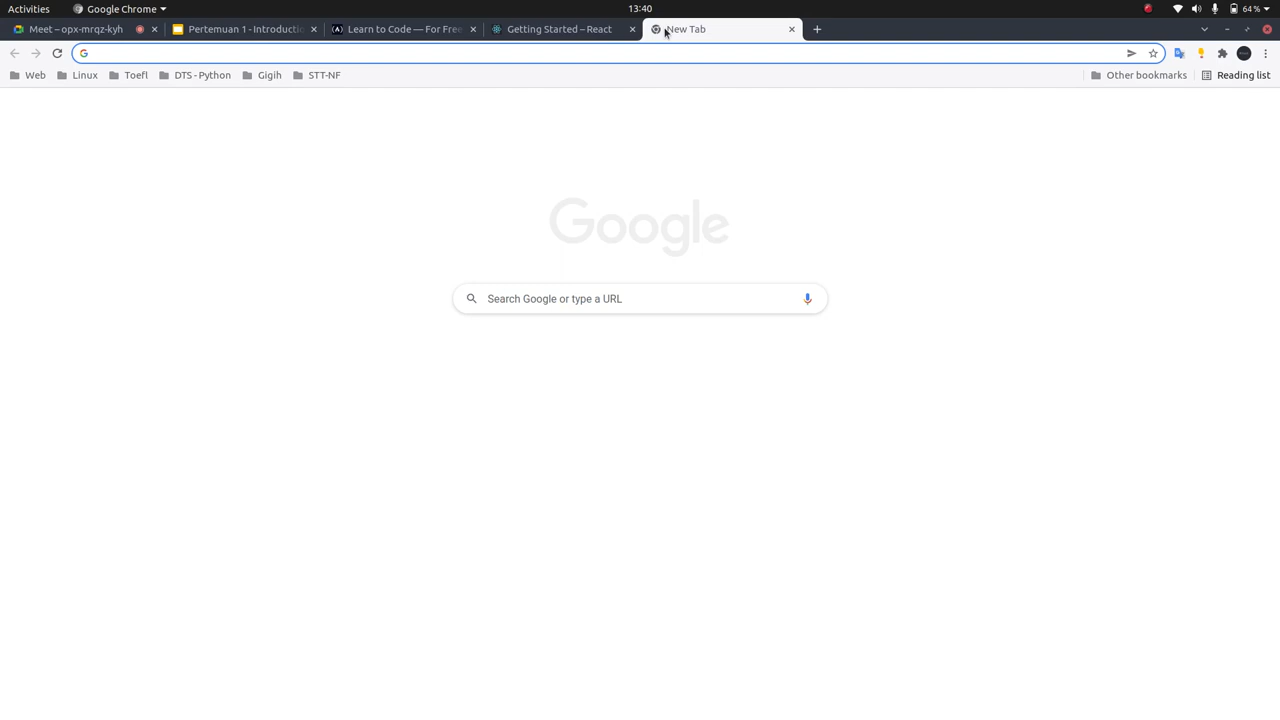 Activities Google Chrome 13:40 64 %
Meet – opx-mrqz-kyh Pertemuan 1 - Introductic Learn to Code — For Free Getting Started – React New Tab
Web Linux Toefl DTS - Python Gigih STT-NF Other bookmarks Reading list
Google
Search Google or type a URL